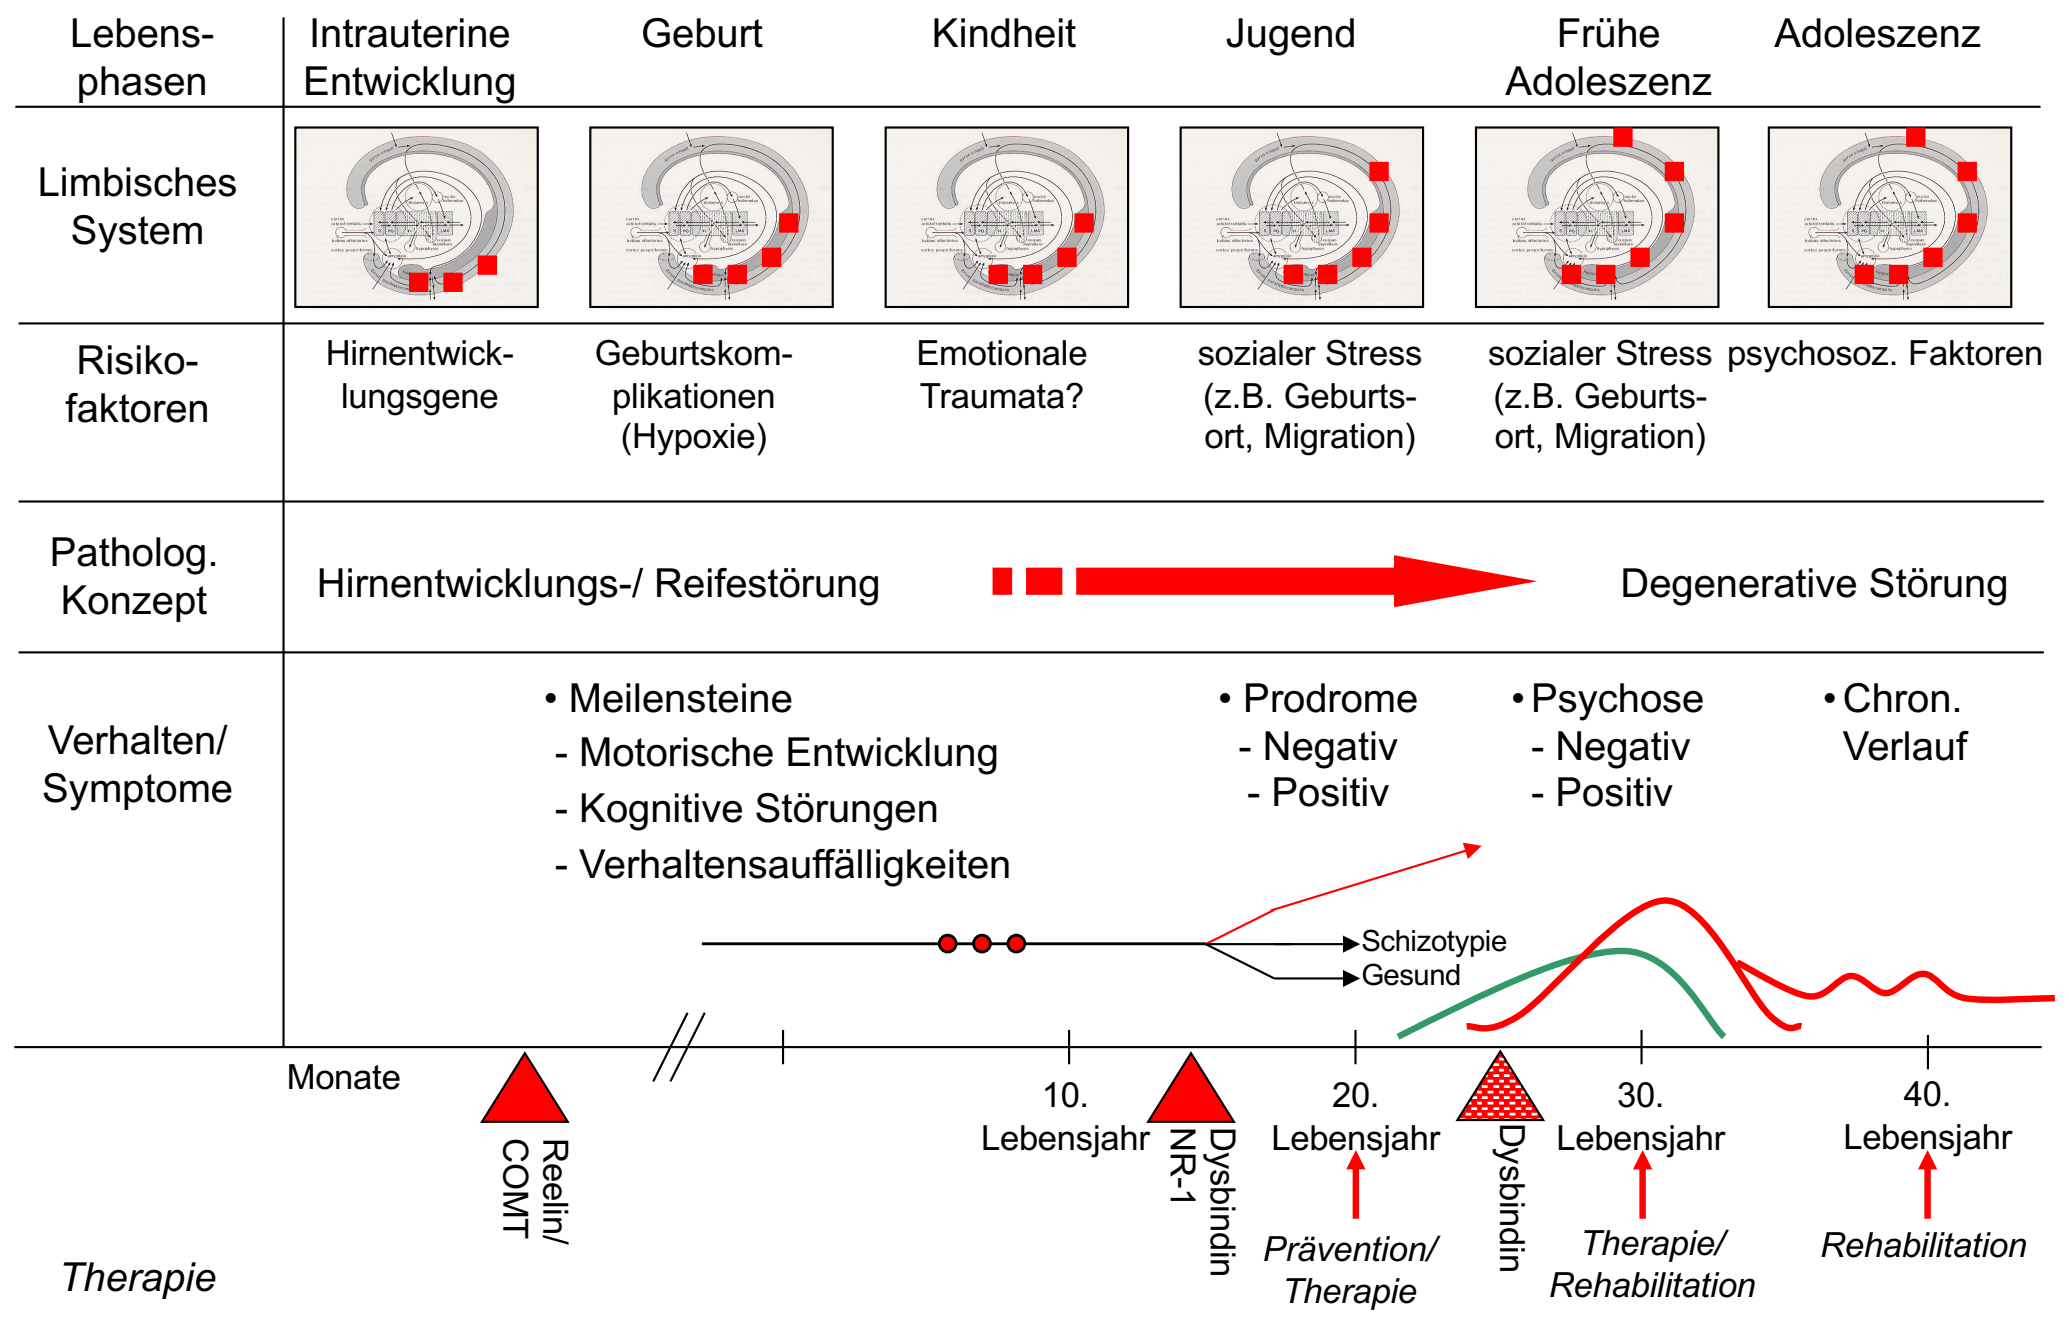 Lebens-
phasen
Intrauterine
Entwicklung
Geburt
Kindheit
Jugend
Frühe
Adoleszenz
Adoleszenz
Limbisches
System
Risiko-
faktoren
Hirnentwick-
lungsgene
Geburtskom-
plikationen
(Hypoxie)
Emotionale
Traumata?
sozialer Stress
(z.B. Geburts-
ort, Migration)
sozialer Stress
(z.B. Geburts-
ort, Migration)
psychosoz. Faktoren
Patholog.
Konzept
Hirnentwicklungs-/ Reifestörung
Degenerative Störung
Verhalten/
Symptome
• Meilensteine
- Motorische Entwicklung
- Kognitive Störungen
- Verhaltensauffälligkeiten
• Prodrome
- Negativ
- Positiv
• Psychose
- Negativ
- Positiv
• Chron.
Verlauf
Schizotypie
Gesund
Monate
10.
Lebensjahr
20.
Lebensjahr
30.
Lebensjahr
40.
Lebensjahr
Reelin/
COMT
Dysbindin
NR-1
Dysbindin
Therapie
Prävention/
Therapie
Therapie/
Rehabilitation
Rehabilitation